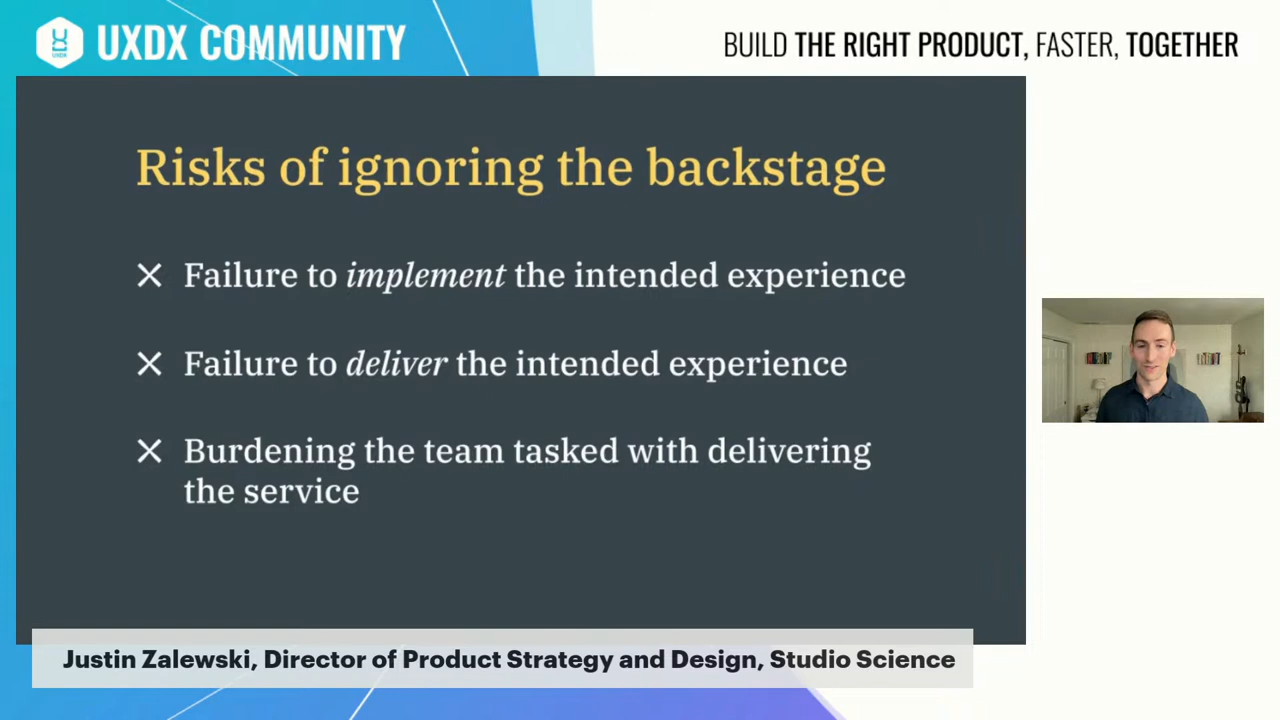 UXDX
UXDX COMMUNITY
BUILD THE RIGHT PRODUCT, FASTER, TOGETHER
Risks of ignoring the backstage
× Failure to implement the intended experience
× Failure to deliver the intended experience
× Burdening the team tasked with delivering
the service
Justin Zalewski, Director of Product Strategy and Design, Studio Science